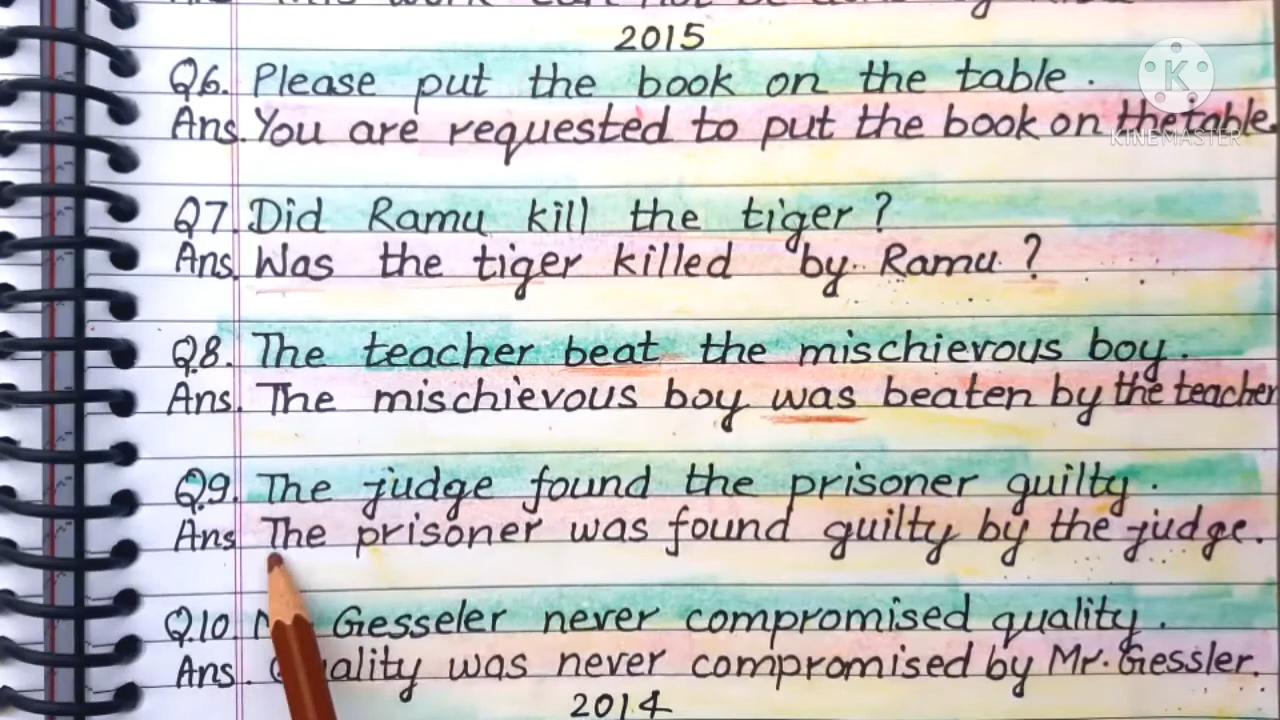 2015
Q6. Please put the book on the table.
Ans. You are requested to put the book on the table.
KINEMASTER
Q7. Did Ramu kill the tiger?
Ans. Was the tiger killed by Ramu?
Q8. The teacher beat the mischievous boy.
Ans. The mischievous boy was beaten by the teacher
Q9. The judge found the prisoner guilty.
Ans The prisoner was found guilty by the judge.
Q10 Gesseler never compromised quality.
Ans. Quality was never compromised by Mr. Gessler.
2014